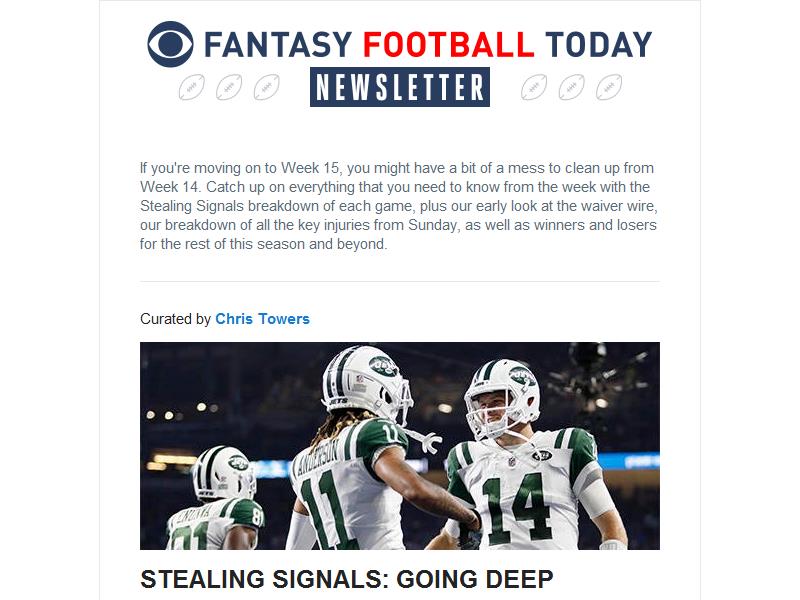 FANTASY FOOTBALL TODAY
NEWSLETTER
If you're moving on to Week 15, you might have a bit of a mess to clean up from
Week 14. Catch up on everything that you need to know from the week with the
Stealing Signals breakdown of each game, plus our early look at the waiver wire,
our breakdown of all the key injuries from Sunday, as well as winners and losers
for the rest of this season and beyond.
Curated by Chris Towers
JETS
ANDERSON
11
11
14
81
STEALING SIGNALS: GOING DEEP